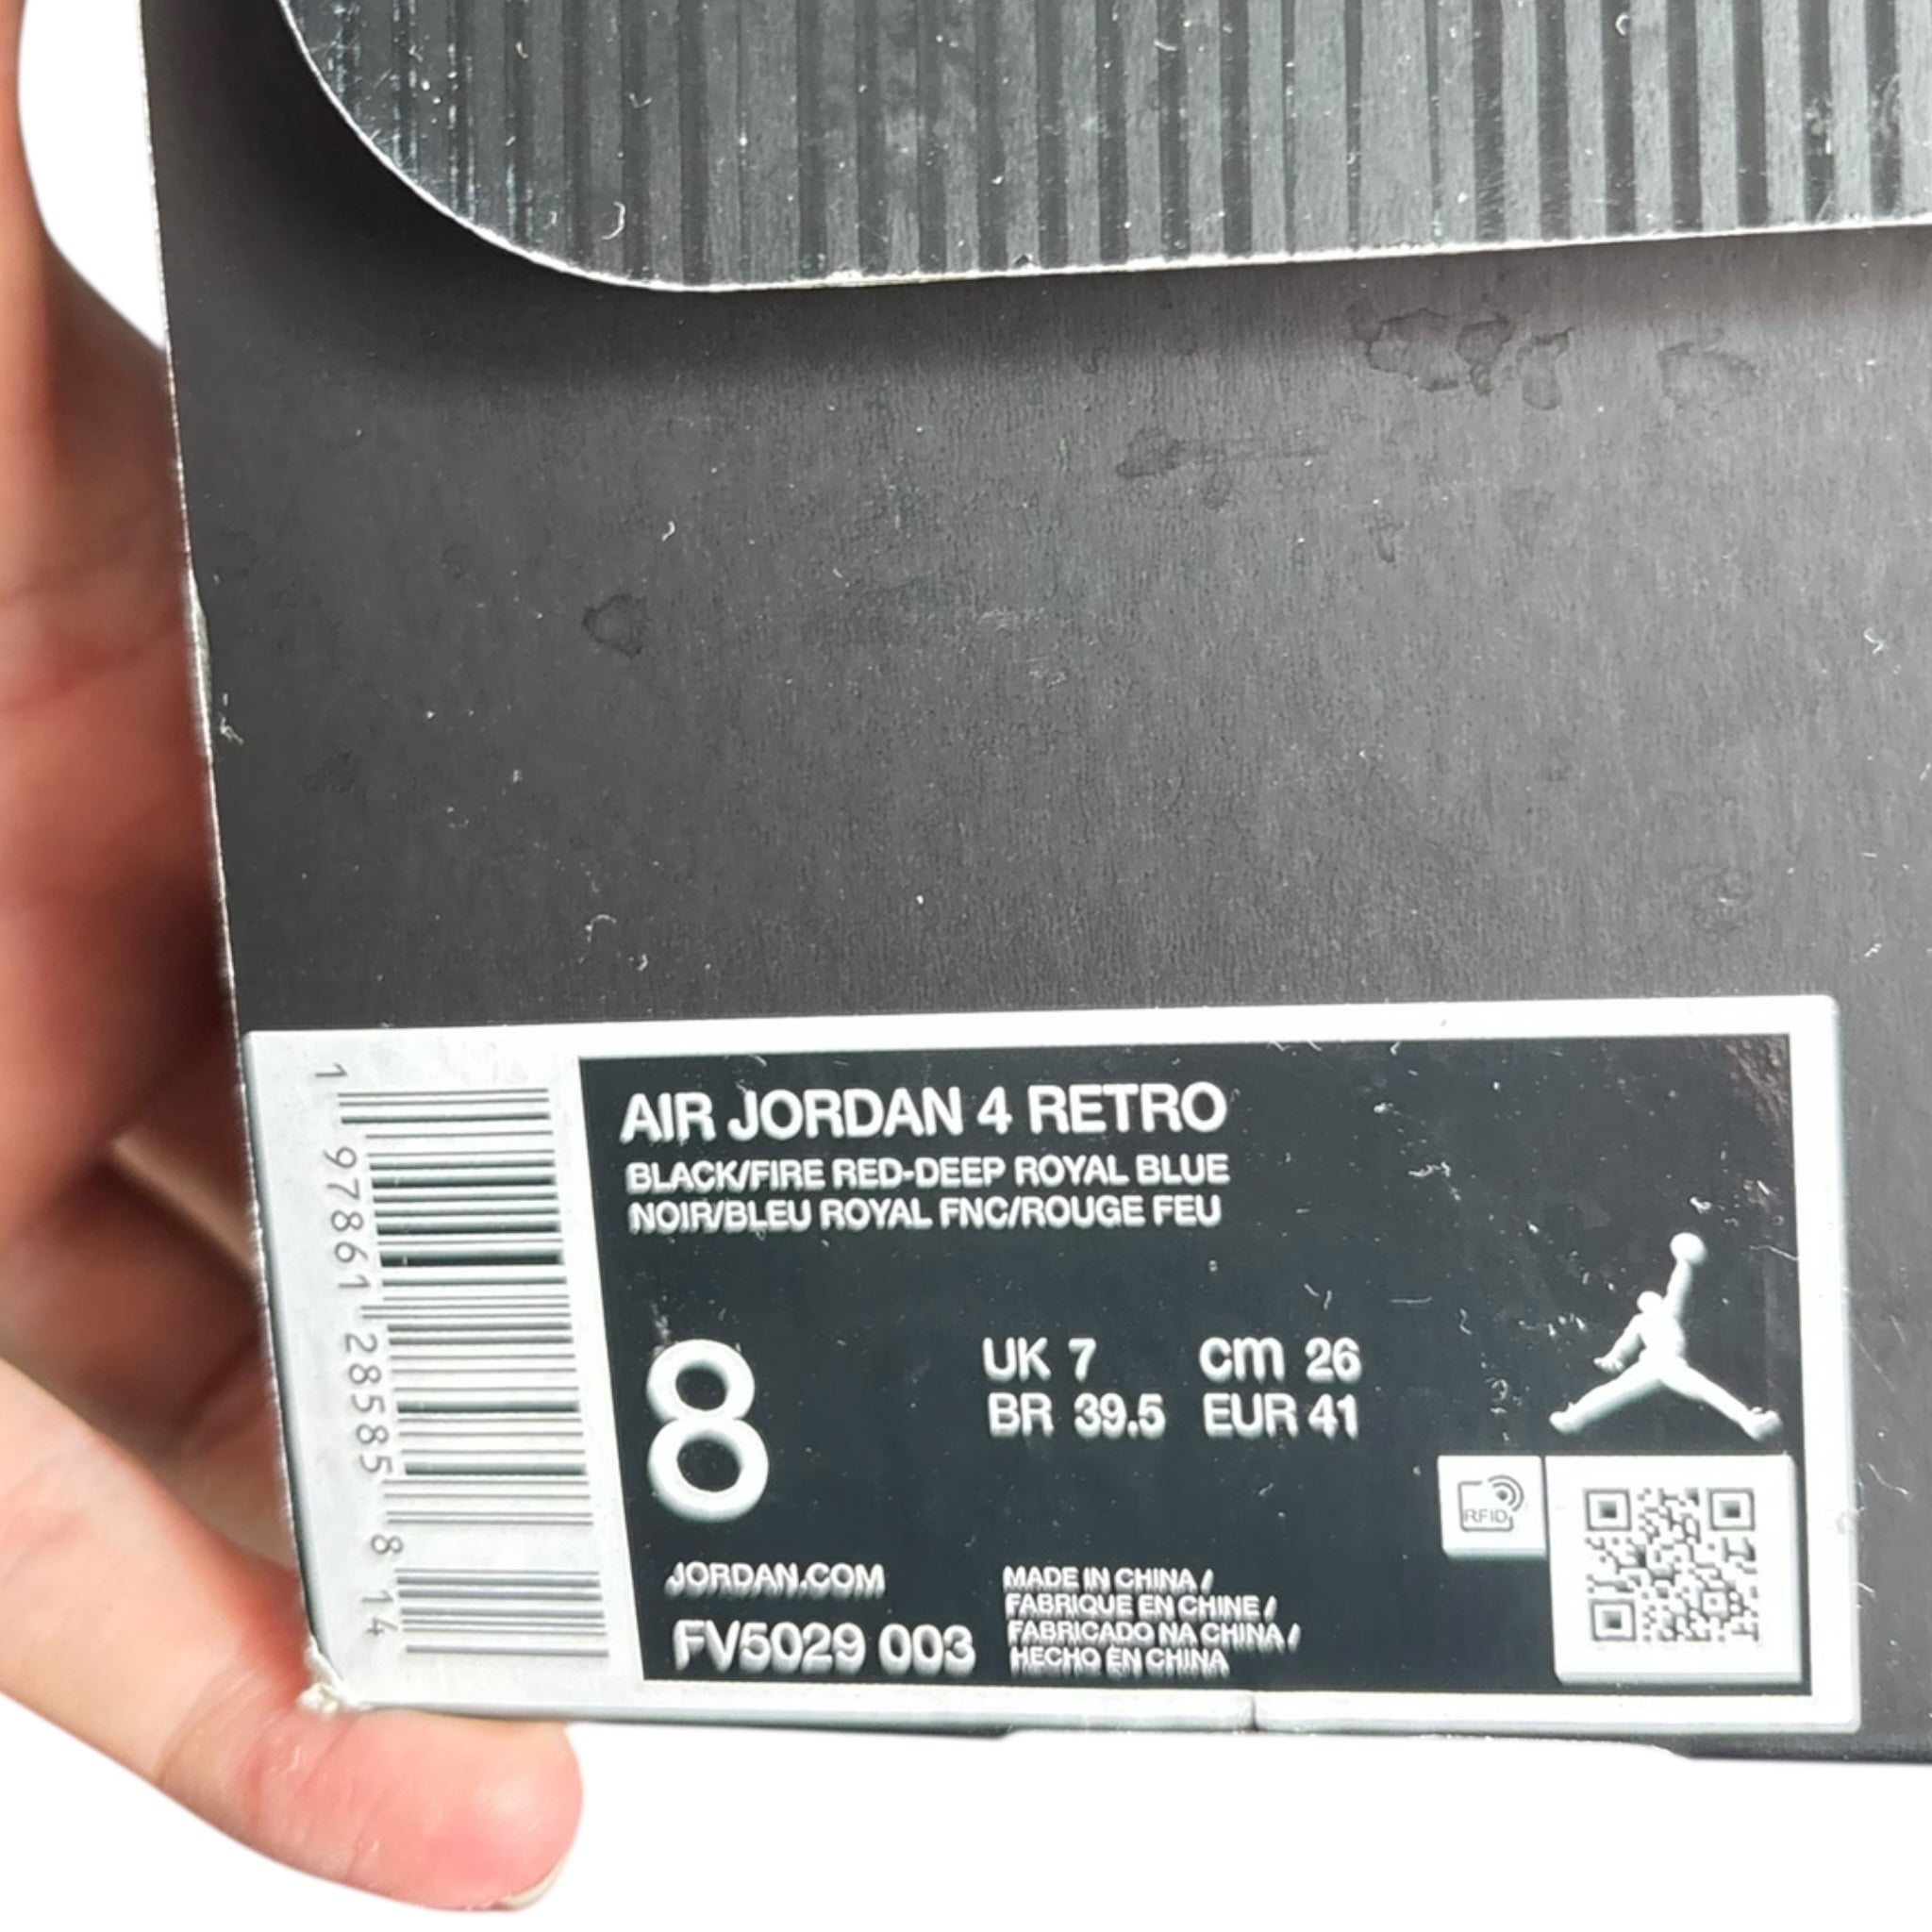 1 97861 28585 8 14
AIR JORDAN 4 RETRO
BLACK/FIRE RED-DEEP ROYAL BLUE
NOIR/BLEU ROYAL FNC/ROUGE FEU
8
UK 7 cm 26
BR 39.5 EUR 41
RFID
JORDAN.COM
FV5029 003
MADE IN CHINA /
FABRIQUE EN CHINE /
FABRICADO NA CHINA /
HECHO EN CHINA